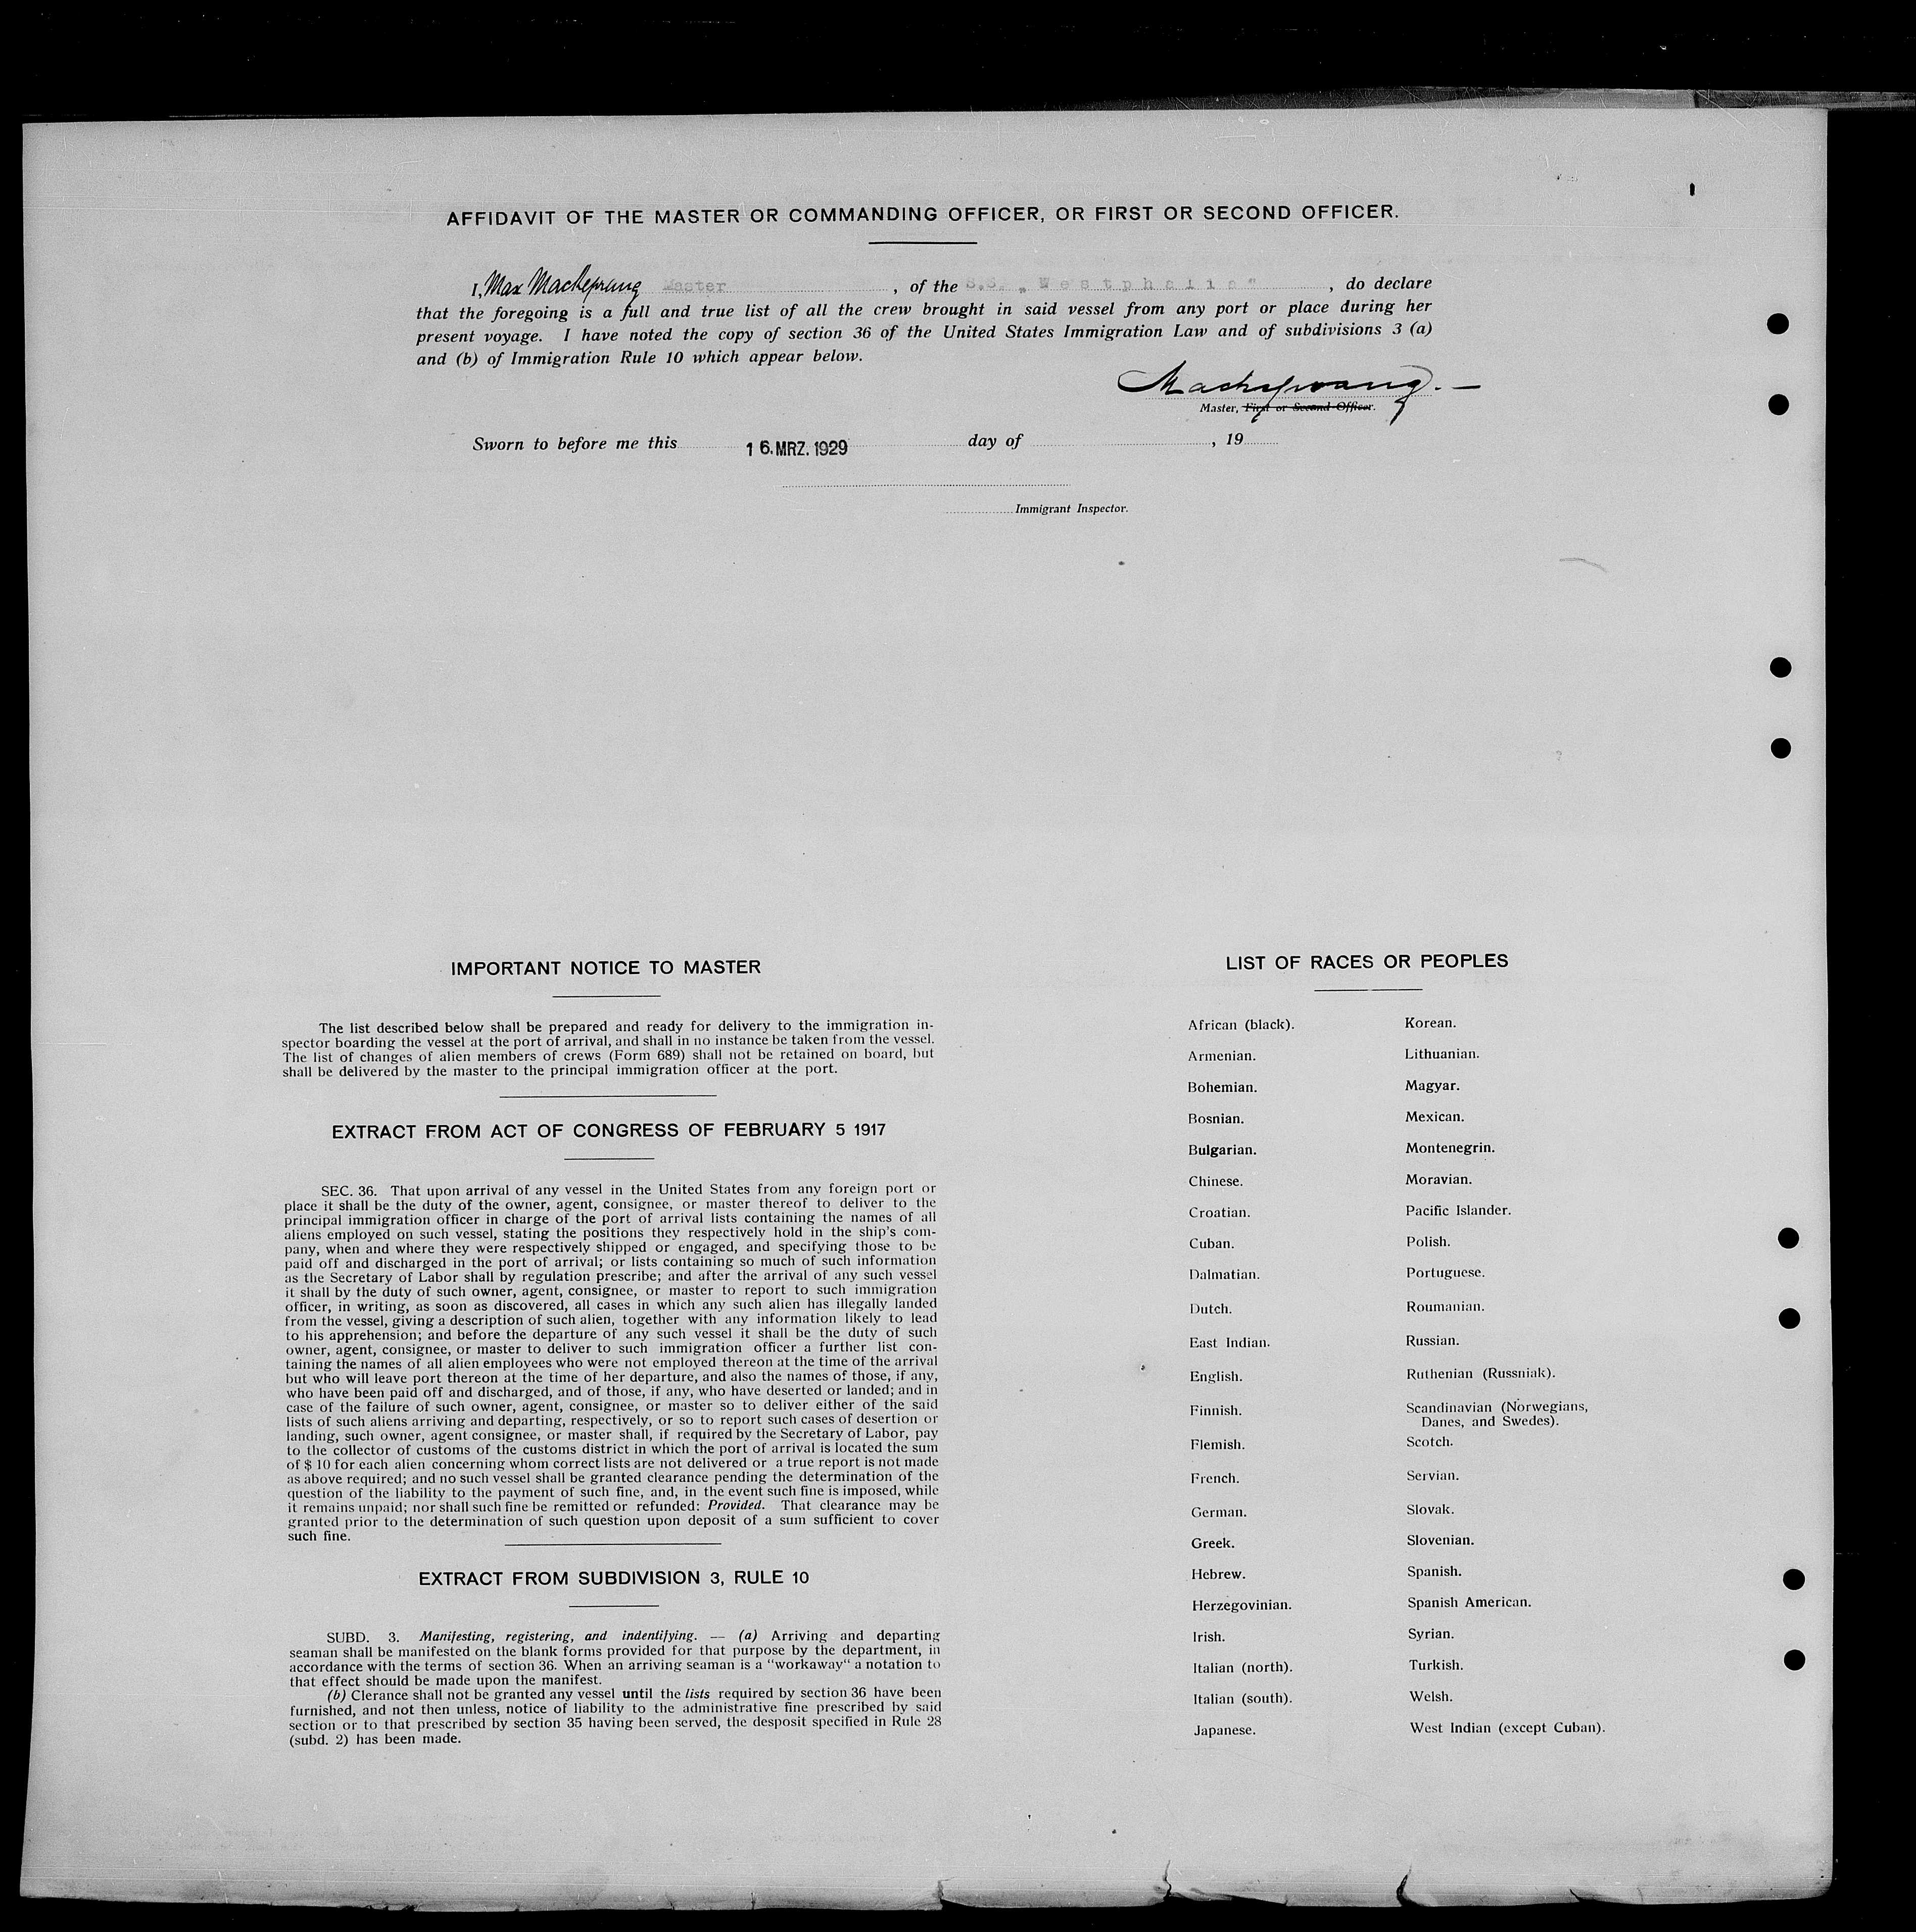 AFFIDAVIT OF THE MASTER OR COMMANDING OFFICER, OR FIRST OR SECOND OFFICER.
I, Max Mackeprang Master, of the S.S. „Westphalia", do declare
that the foregoing is a full and true list of all the crew brought in said vessel from any port or place during her
present voyage. I have noted the copy of section 36 of the United States Immigration Law and of subdivisions 3 (a)
and (b) of Immigration Rule 10 which appear below.
Mackeprang. —
Master, First or Second Officer.
Sworn to before me this 16. MRZ. 1929 day of , 19
Immigrant Inspector.
IMPORTANT NOTICE TO MASTER
The list described below shall be prepared and ready for delivery to the immigration in-
spector boarding the vessel at the port of arrival, and shall in no instance be taken from the vessel.
The list of changes of alien members of crews (Form 689) shall not be retained on board, but
shall be delivered by the master to the principal immigration officer at the port.
EXTRACT FROM ACT OF CONGRESS OF FEBRUARY 5 1917
SEC. 36. That upon arrival of any vessel in the United States from any foreign port or
place it shall be the duty of the owner, agent, consignee, or master thereof to deliver to the
principal immigration officer in charge of the port of arrival lists containing the names of all
aliens employed on such vessel, stating the positions they respectively hold in the ship's com-
pany, when and where they were respectively shipped or engaged, and specifying those to be
paid off and discharged in the port of arrival; or lists containing so much of such information
as the Secretary of Labor shall by regulation prescribe; and after the arrival of any such vessel
it shall by the duty of such owner, agent, consignee, or master to report to such immigration
officer, in writing, as soon as discovered, all cases in which any such alien has illegally landed
from the vessel, giving a description of such alien, together with any information likely to lead
to his apprehension; and before the departure of any such vessel it shall be the duty of such
owner, agent, consignee, or master to deliver to such immigration officer a further list con-
taining the names of all alien employees who were not employed thereon at the time of the arrival
but who will leave port thereon at the time of her departure, and also the names of those, if any,
who have been paid off and discharged, and of those, if any, who have deserted or landed; and in
case of the failure of such owner, agent, consignee, or master so to deliver either of the said
lists of such aliens arriving and departing, respectively, or so to report such cases of desertion or
landing, such owner, agent consignee, or master shall, if required by the Secretary of Labor, pay
to the collector of customs of the customs district in which the port of arrival is located the sum
of $ 10 for each alien concerning whom correct lists are not delivered or a true report is not made
as above required; and no such vessel shall be granted clearance pending the determination of the
question of the liability to the payment of such fine, and, in the event such fine is imposed, while
it remains unpaid; nor shall such fine be remitted or refunded: Provided. That clearance may be
granted prior to the determination of such question upon deposit of a sum sufficient to cover
such fine.
EXTRACT FROM SUBDIVISION 3, RULE 10
SUBD. 3. Manifesting, registering, and indentifying. — (a) Arriving and departing
seaman shall be manifested on the blank forms provided for that purpose by the department, in
accordance with the terms of section 36. When an arriving seaman is a "workaway" a notation to
that effect should be made upon the manifest.
(b) Clerance shall not be granted any vessel until the lists required by section 36 have been
furnished, and not then unless, notice of liability to the administrative fine prescribed by said
section or to that prescribed by section 35 having been served, the desposit specified in Rule 28
(subd. 2) has been made.
LIST OF RACES OR PEOPLES
African (black).
Armenian.
Bohemian.
Bosnian.
Bulgarian.
Chinese.
Croatian.
Cuban.
Dalmatian.
Dutch.
East Indian.
English.
Finnish.
Flemish.
French.
German.
Greek.
Hebrew.
Herzegovinian.
Irish.
Italian (north).
Italian (south).
Japanese.
Korean.
Lithuanian.
Magyar.
Mexican.
Montenegrin.
Moravian.
Pacific Islander.
Polish.
Portuguese.
Roumanian.
Russian.
Ruthenian (Russniak).
Scandinavian (Norwegians,
Danes, and Swedes).
Scotch.
Servian.
Slovak.
Slovenian.
Spanish.
Spanish American.
Syrian.
Turkish.
Welsh.
West Indian (except Cuban).